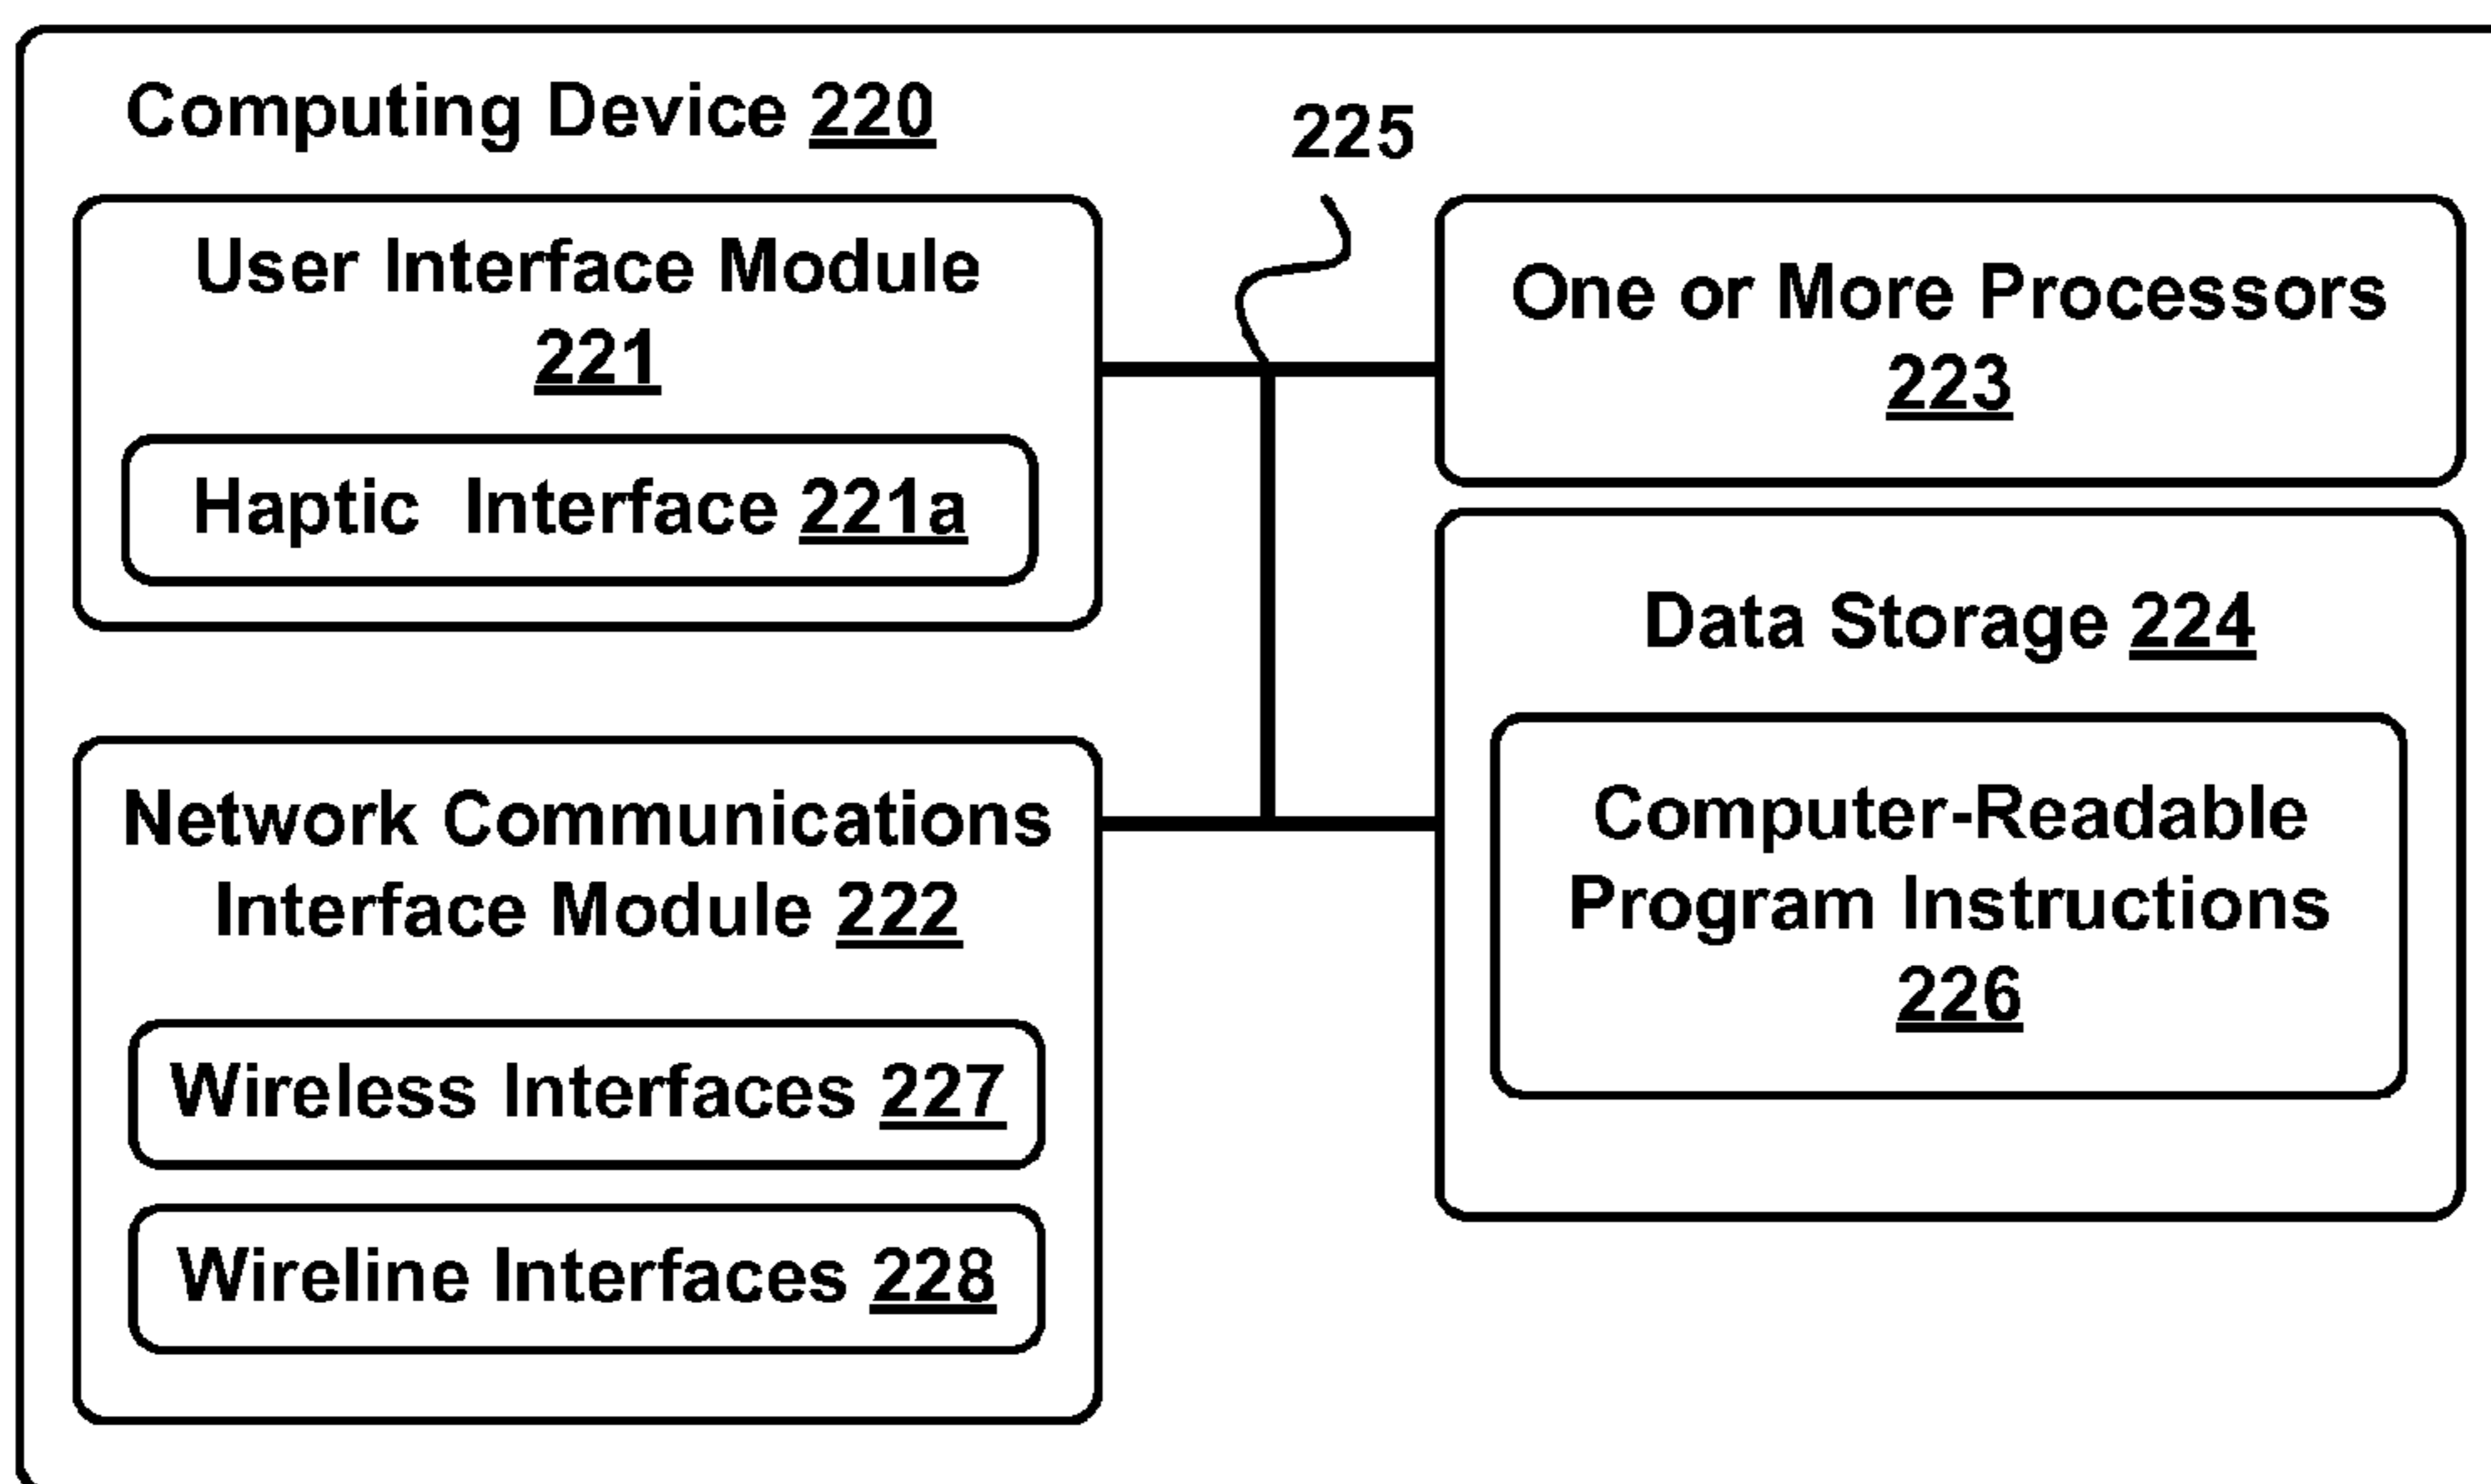 Computing Device 220
225
User Interface Module
221
Haptic Interface 221a
One or More Processors
223
Data Storage 224
Computer-Readable
Program Instructions
226
Network Communications
Interface Module 222
Wireless Interfaces 227
Wireline Interfaces 228